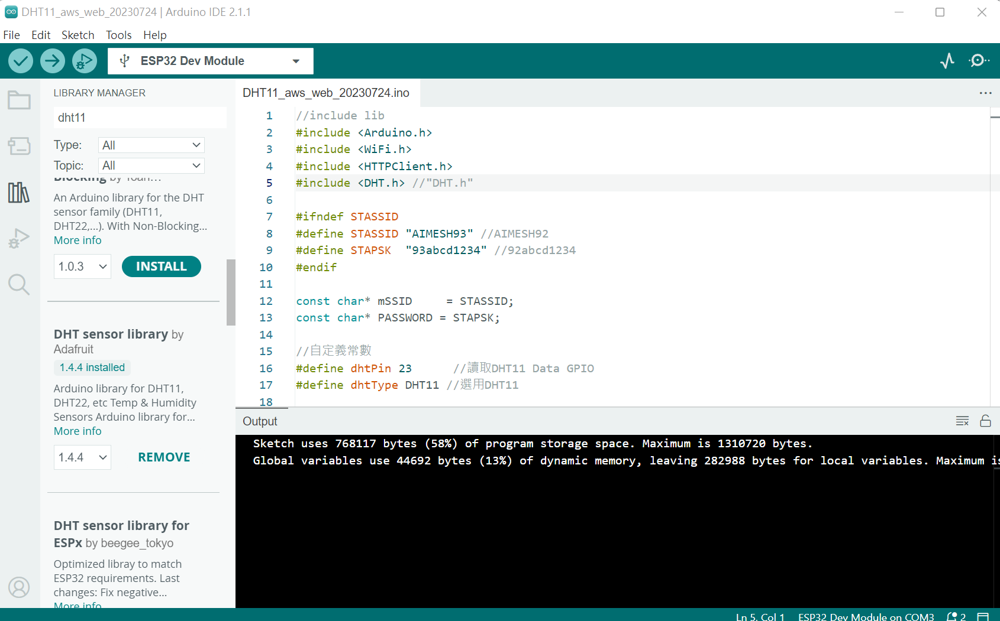 DHT11_aws_web_20230724 | Arduino IDE 2.1.1
File Edit Sketch Tools Help
ESP32 Dev Module
LIBRARY MANAGER
dht11
Type: All
Topic: All
Blocking by Toan...
An Arduino library for the DHT
sensor family (DHT11,
DHT22,...). With Non-Blocking...
More info
1.0.3 INSTALL
DHT sensor library by
Adafruit
1.4.4 installed
Arduino library for DHT11,
DHT22, etc Temp & Humidity
Sensors Arduino library for...
More info
1.4.4 REMOVE
DHT sensor library for
ESPx by beegee_tokyo
Optimized libray to match
ESP32 requirements. Last
changes: Fix negative...
More info
DHT11_aws_web_20230724.ino
1 //include lib
2 #include <Arduino.h>
3 #include <WiFi.h>
4 #include <HTTPClient.h>
5 #include <DHT.h> //"DHT.h"
6
7 #ifndef STASSID
8 #define STASSID "AIMESH93" //AIMESH92
9 #define STAPSK  "93abcd1234" //92abcd1234
10 #endif
11
12 const char* mSSID     = STASSID;
13 const char* PASSWORD = STAPSK;
14
15 //自定義常數
16 #define dhtPin 23      //讀取DHT11 Data GPIO
17 #define dhtType DHT11 //選用DHT11
18
Output
Sketch uses 768117 bytes (58%) of program storage space. Maximum is 1310720 bytes.
Global variables use 44692 bytes (13%) of dynamic memory, leaving 282988 bytes for local variables. Maximum is
Ln 5, Col 1 ESP32 Dev Module on COM3 2